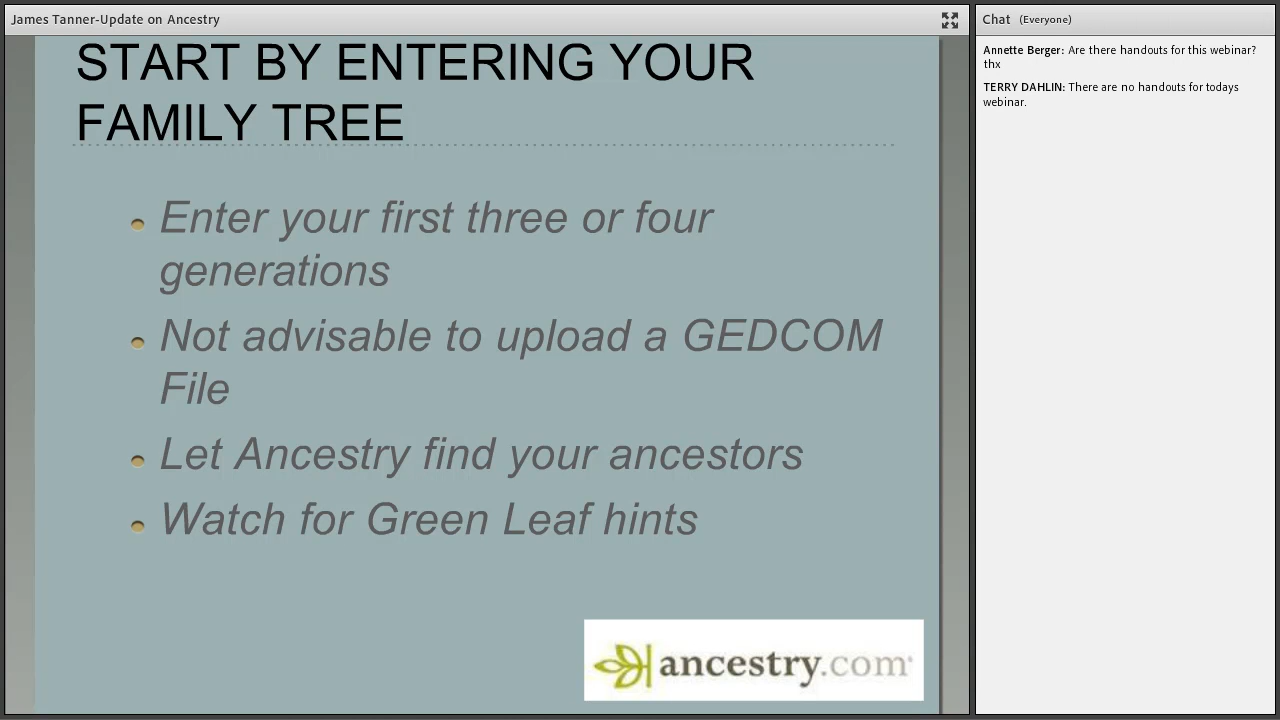 James Tanner-Update on Ancestry
START BY ENTERING YOUR
FAMILY TREE
Enter your first three or four
generations
Not advisable to upload a GEDCOM
File
Let Ancestry find your ancestors
Watch for Green Leaf hints
ancestry.com
Chat (Everyone)
Annette Berger: Are there handouts for this webinar?
thx
TERRY DAHLIN: There are no handouts for todays
webinar.